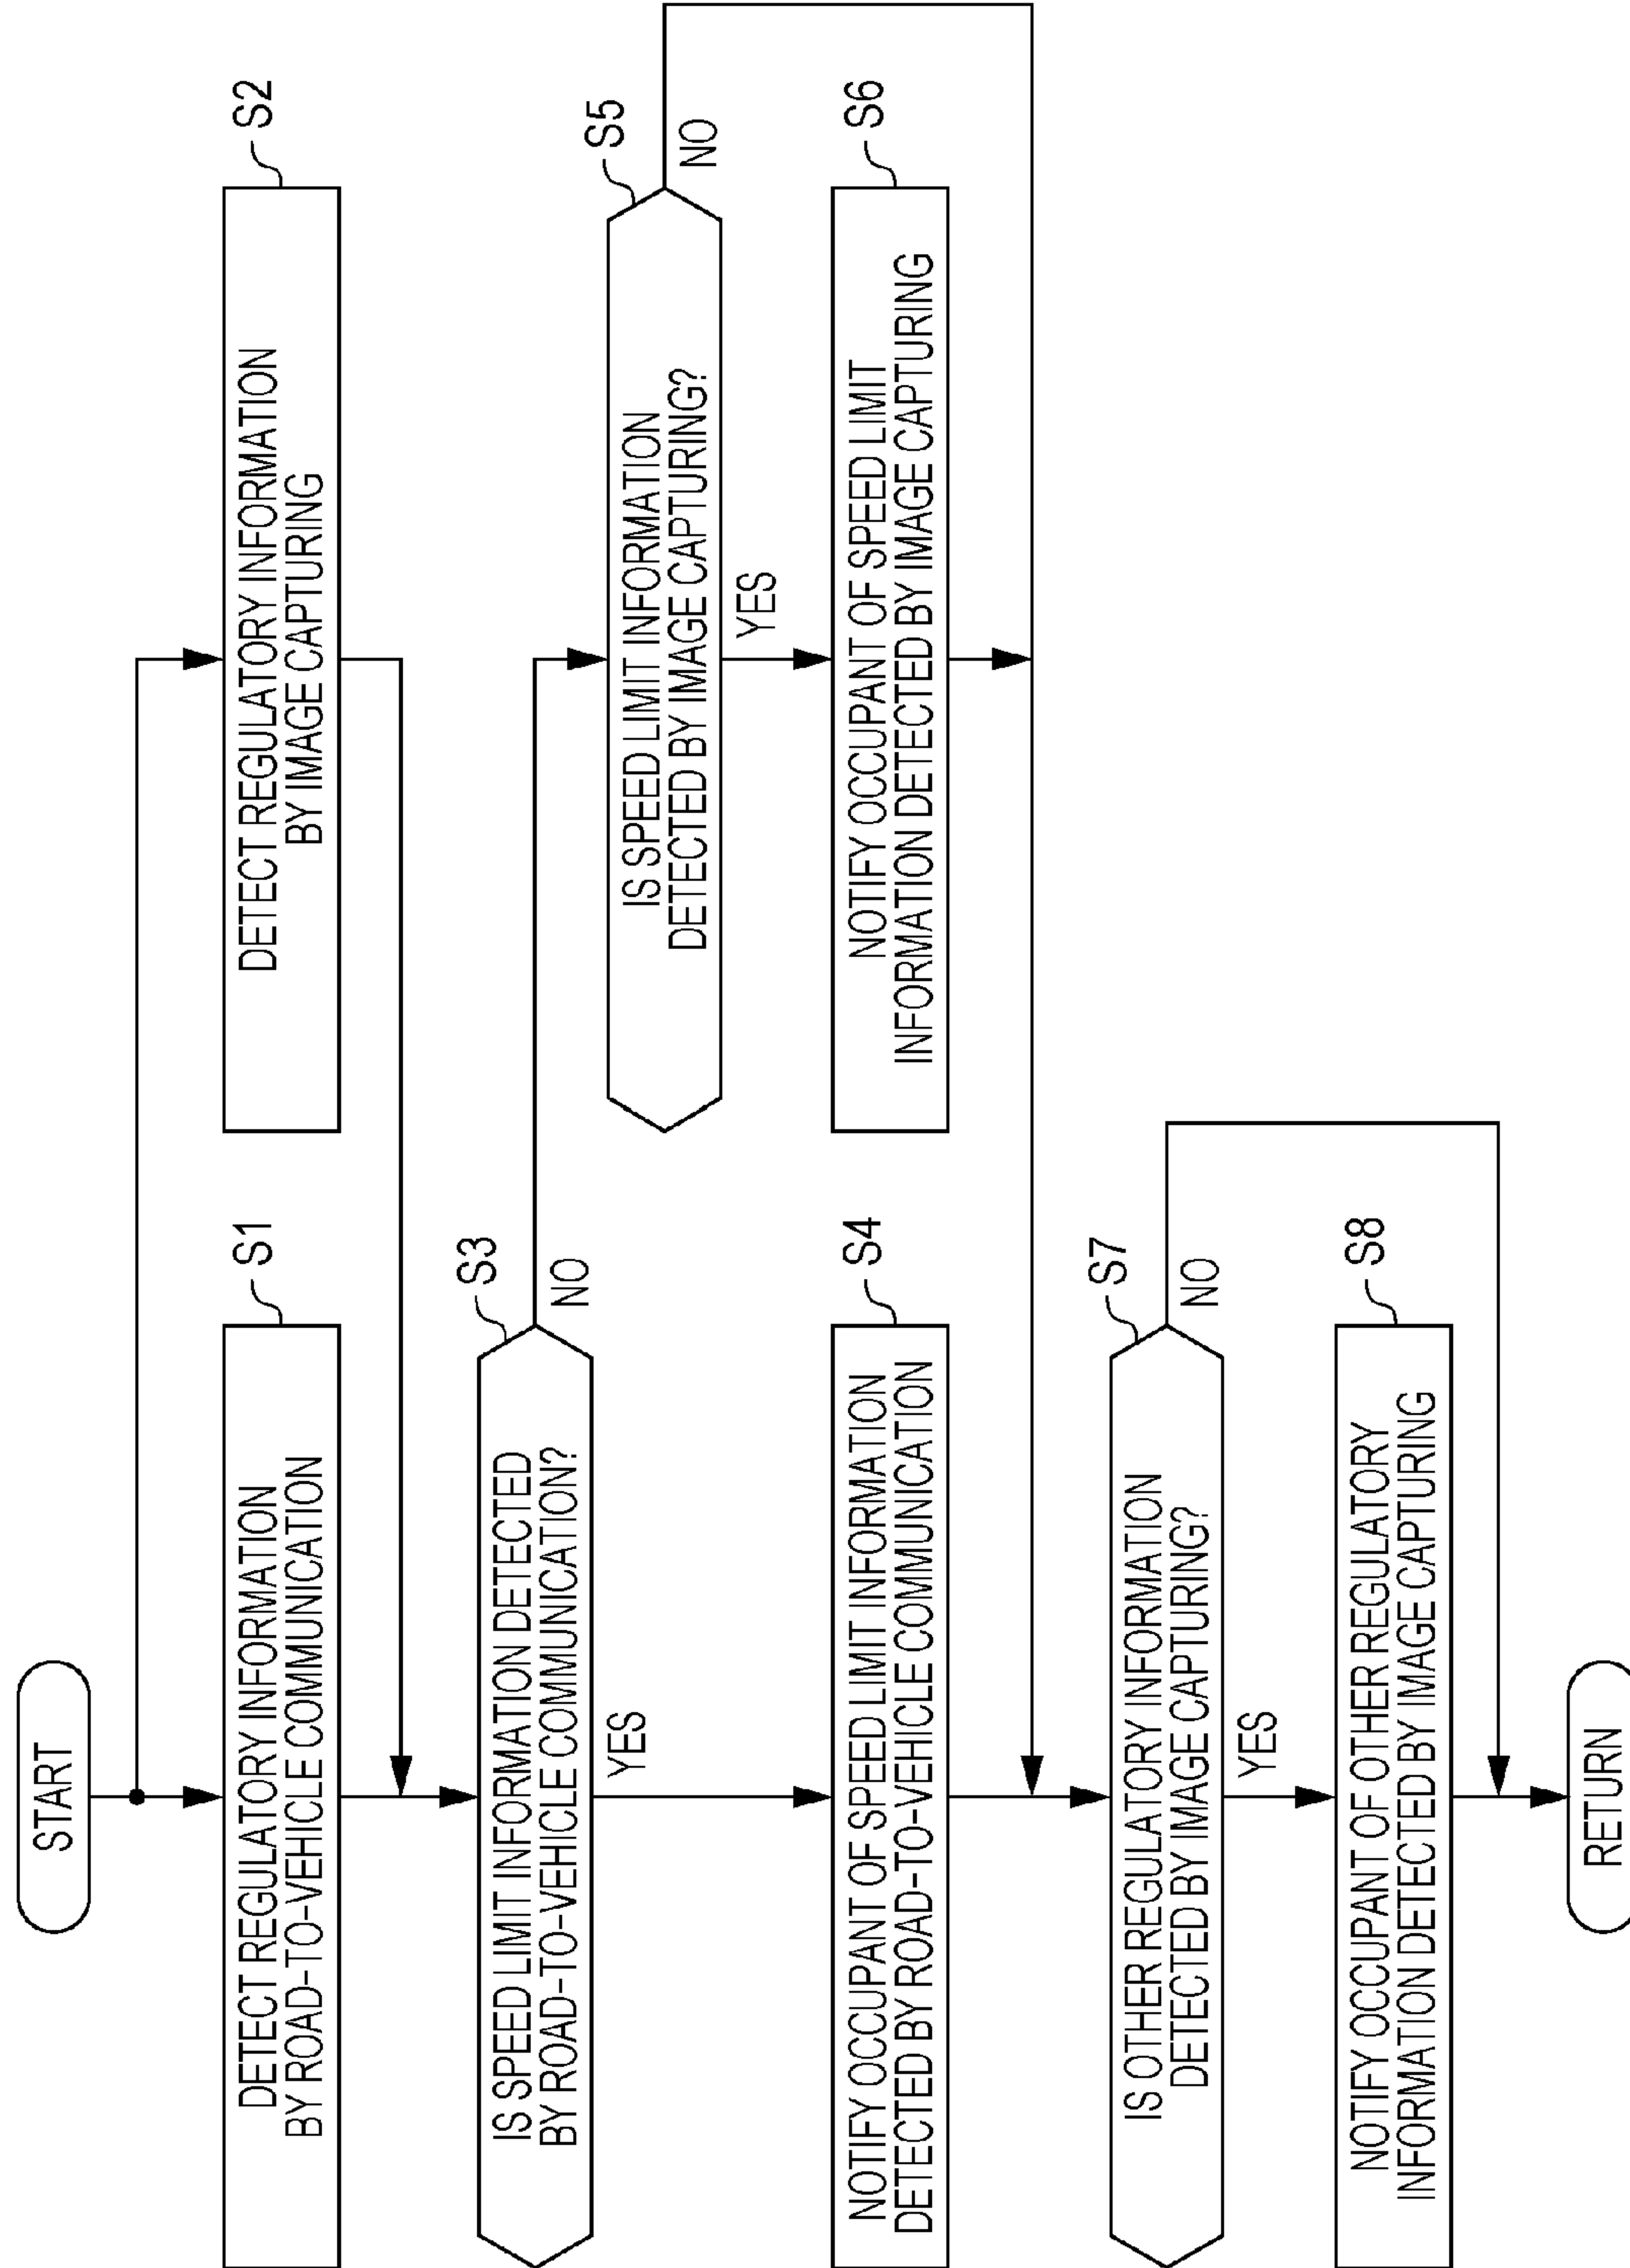 START
S1
DETECT REGULATORY INFORMATION
BY ROAD-TO-VEHICLE COMMUNICATION
S2
DETECT REGULATORY INFORMATION
BY IMAGE CAPTURING
S3
IS SPEED LIMIT INFORMATION DETECTED
BY ROAD-TO-VEHICLE COMMUNICATION?
NO
YES
S5
IS SPEED LIMIT INFORMATION
DETECTED BY IMAGE CAPTURING?
NO
YES
S4
NOTIFY OCCUPANT OF SPEED LIMIT INFORMATION
DETECTED BY ROAD-TO-VEHICLE COMMUNICATION
S6
NOTIFY OCCUPANT OF SPEED LIMIT
INFORMATION DETECTED BY IMAGE CAPTURING
S7
IS OTHER REGULATORY INFORMATION
DETECTED BY IMAGE CAPTURING?
NO
YES
S8
NOTIFY OCCUPANT OF OTHER REGULATORY
INFORMATION DETECTED BY IMAGE CAPTURING
RETURN